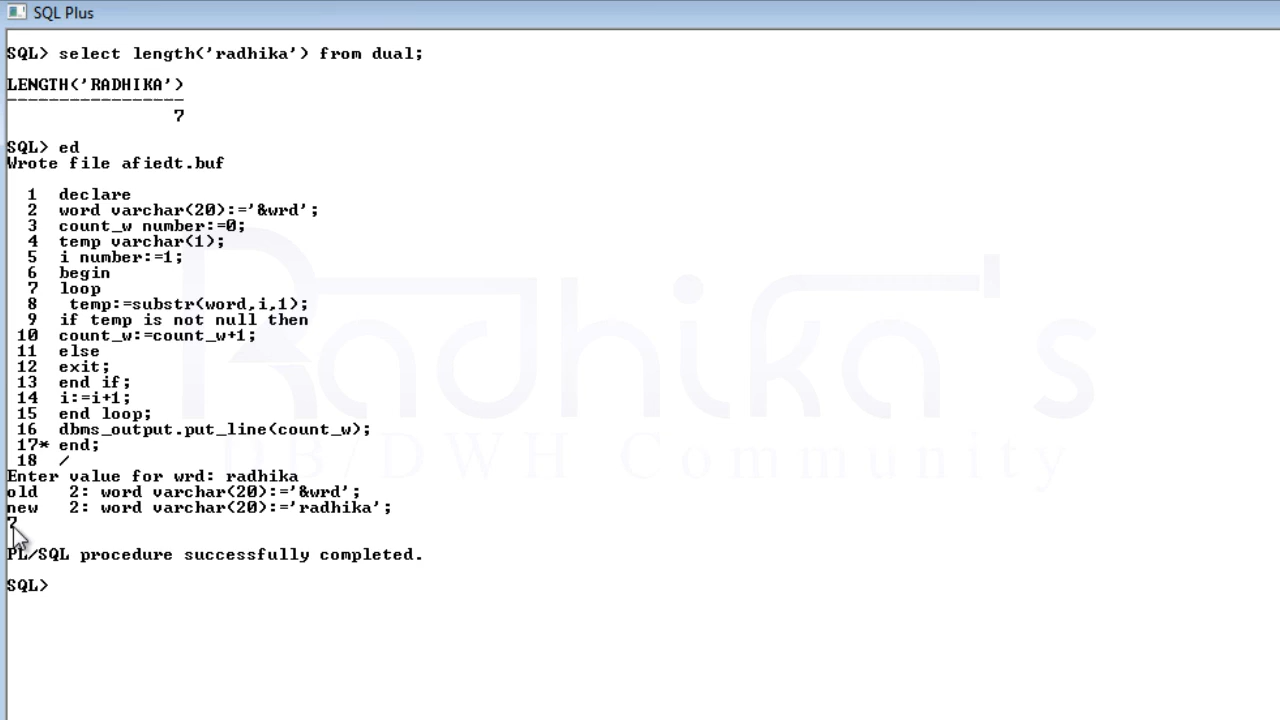 SQL Plus
SQL> select length('radhika') from dual;
LENGTH('RADHIKA')
-----------------
7
SQL> ed
Wrote file afiedt.buf
1 declare
2 word varchar(20):='&wrd';
3 count_w number:=0;
4 temp varchar(1);
5 i number:=1;
6 begin
7 loop
8 temp:=substr(word,i,1);
9 if temp is not null then
10 count_w:=count_w+1;
11 else
12 exit;
13 end if;
14 i:=i+1;
15 end loop;
16 dbms_output.put_line(count_w);
17* end;
18 /
Enter value for wrd: radhika
old 2: word varchar(20):='&wrd';
new 2: word varchar(20):='radhika';
7
PL/SQL procedure successfully completed.
SQL>
Radhika's
DB/DWH Community